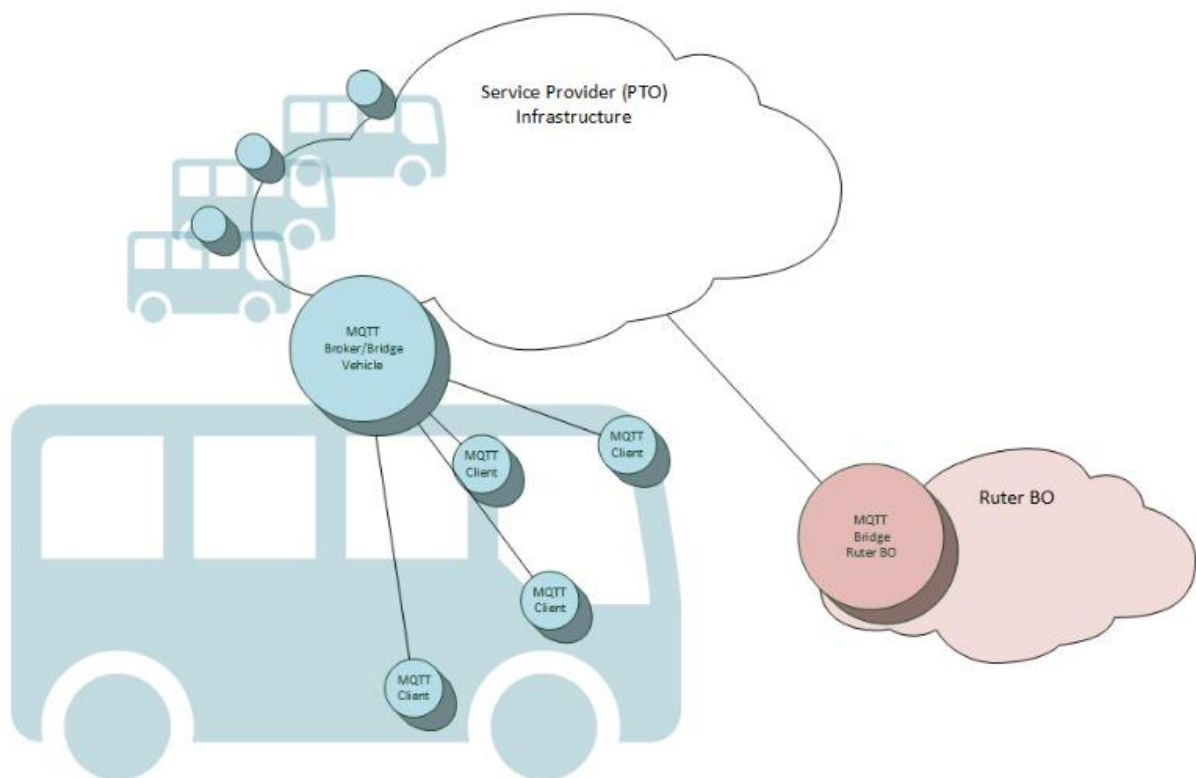 Service Provider (PTO)
Infrastructure
MQTT
Broker/Bridge
Vehicle
MQTT
Client
MQTT
Client
MQTT
Client
MQTT
Client
Ruter BO
MQTT
Bridge
Ruter BO